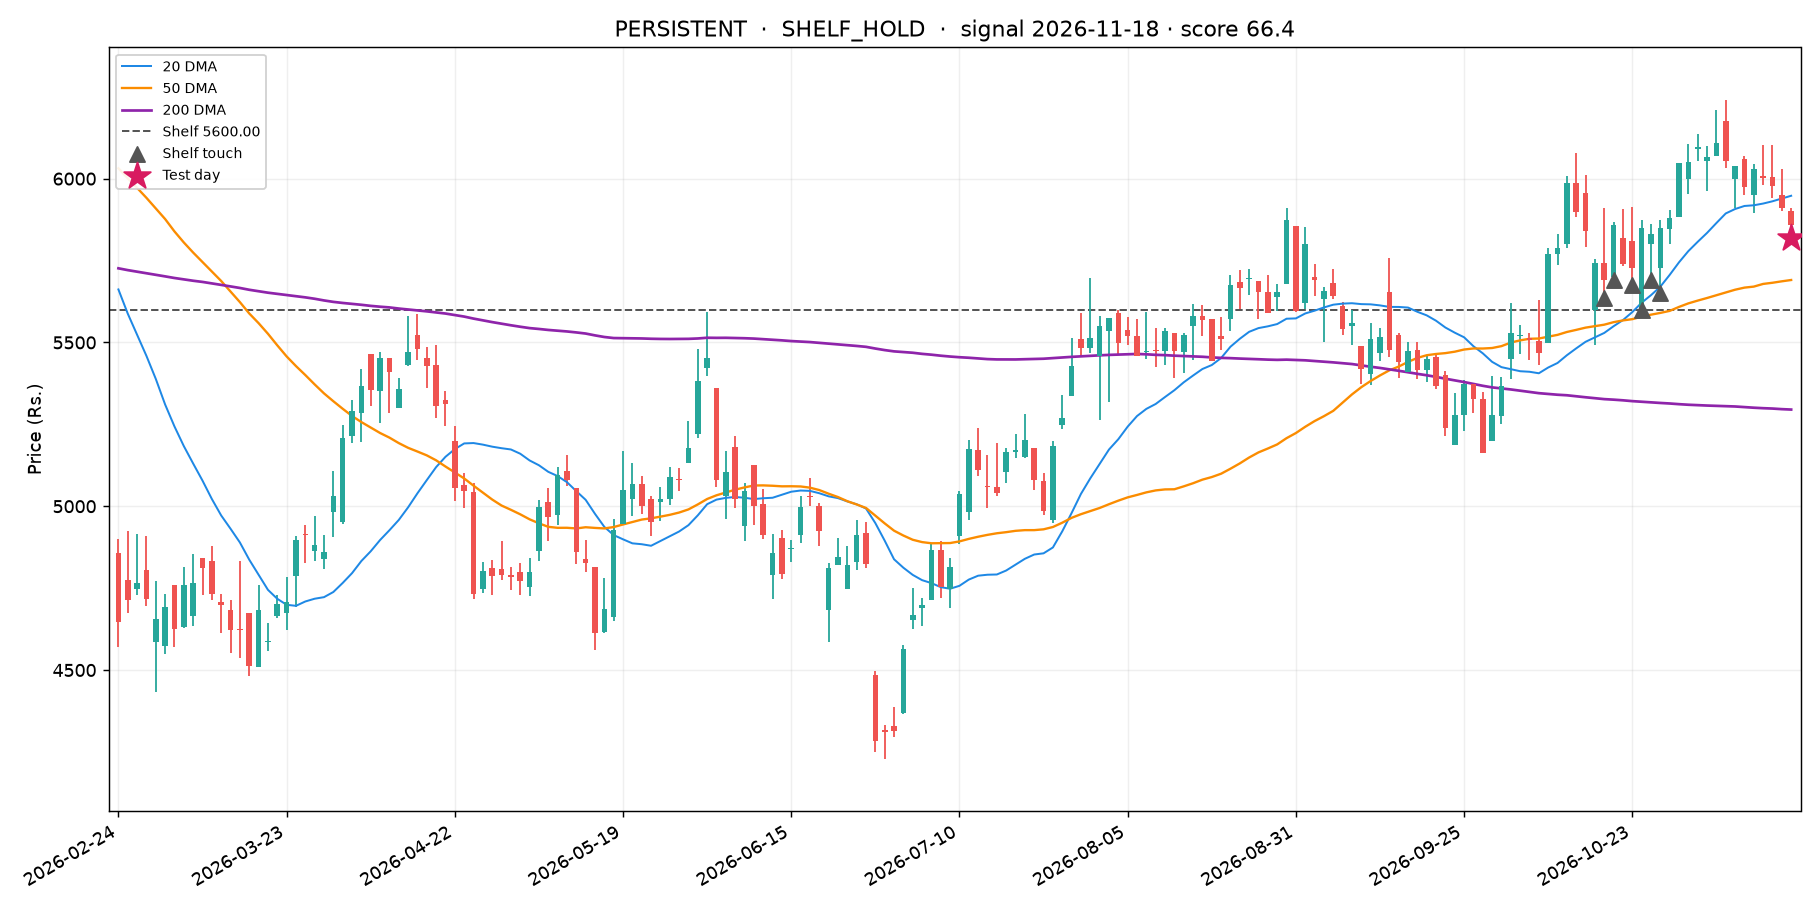 PERSISTENT · SHELF_HOLD · signal 2026-11-18 · score 66.4
20 DMA
50 DMA
200 DMA
Shelf 5600.00
Shelf touch
Test day
Price (Rs.)
6000
5500
5000
4500
2026-02-24
2026-03-23
2026-04-22
2026-05-19
2026-06-15
2026-07-10
2026-08-05
2026-08-31
2026-09-25
2026-10-23